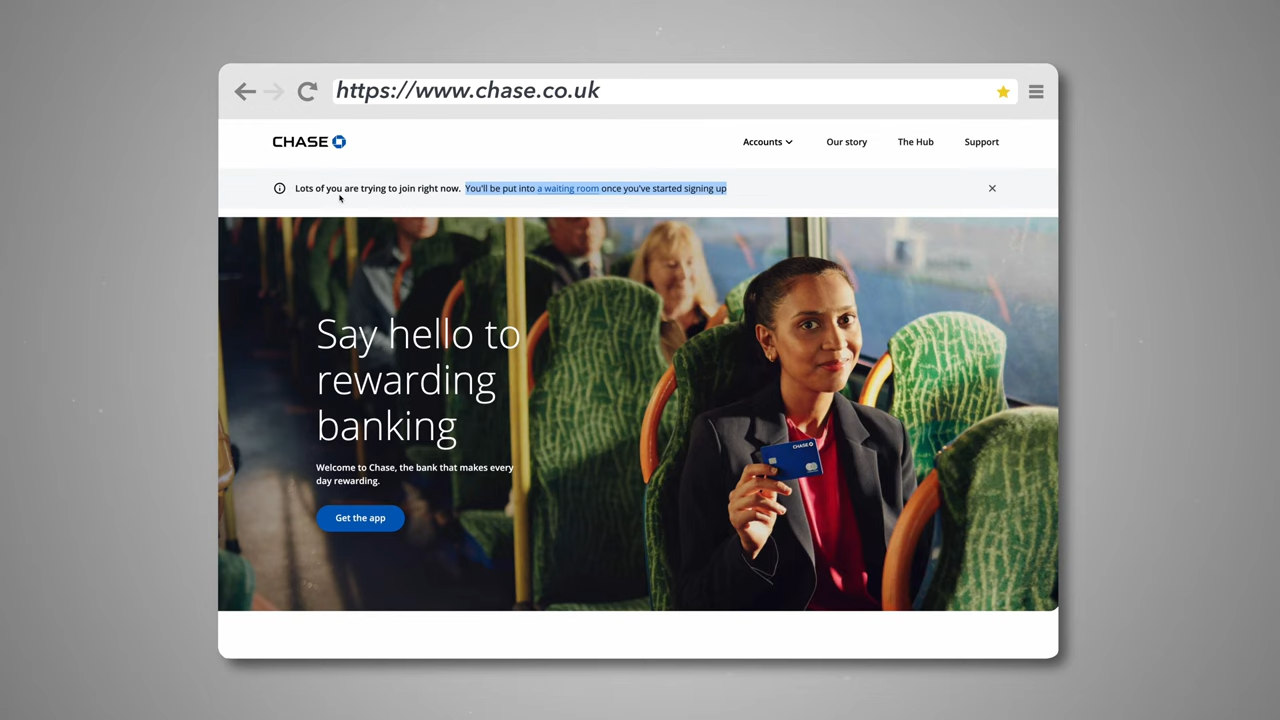 https://www.chase.co.uk
CHASE
Accounts
Our story
The Hub
Support
Lots of you are trying to join right now. You'll be put into a waiting room once you've started signing up
Say hello to
rewarding
banking
Welcome to Chase, the bank that makes every
day rewarding.
Get the app
CHASE